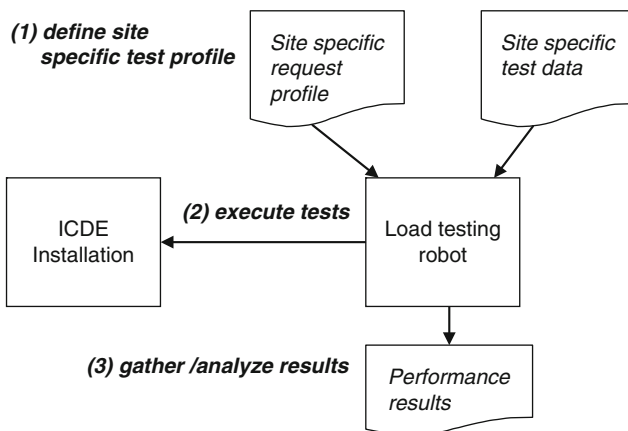 (1) define site
specific test profile
Site specific
request
profile
Site specific
test data
ICDE
Installation
(2) execute tests
Load testing
robot
(3) gather /analyze results
Performance
results